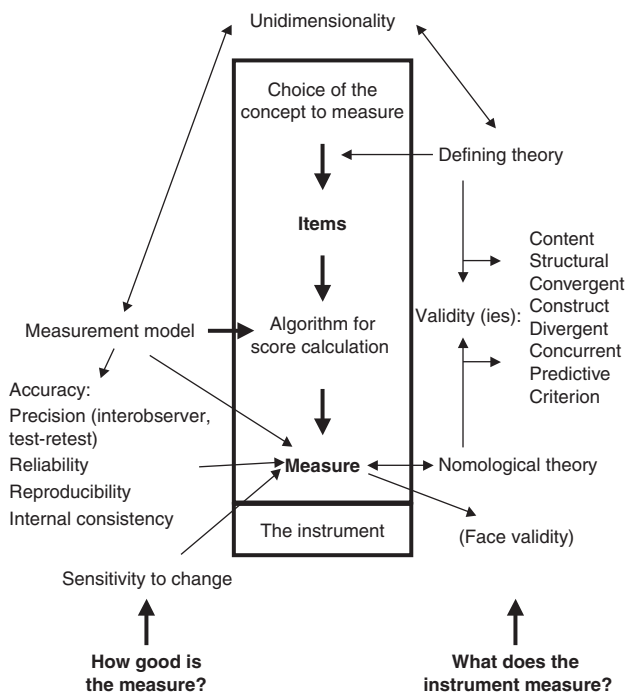 Unidimensionality
Choice of the
concept to measure
Defining theory
Items
Content
Structural
Convergent
Construct
Divergent
Concurrent
Predictive
Criterion
Validity (ies):
Measurement model
Algorithm for
score calculation
Accuracy:
Precision (interobserver,
test-retest)
Reliability
Reproducibility
Internal consistency
Measure
Nomological theory
The instrument
(Face validity)
Sensitivity to change
How good is
the measure?
What does the
instrument measure?